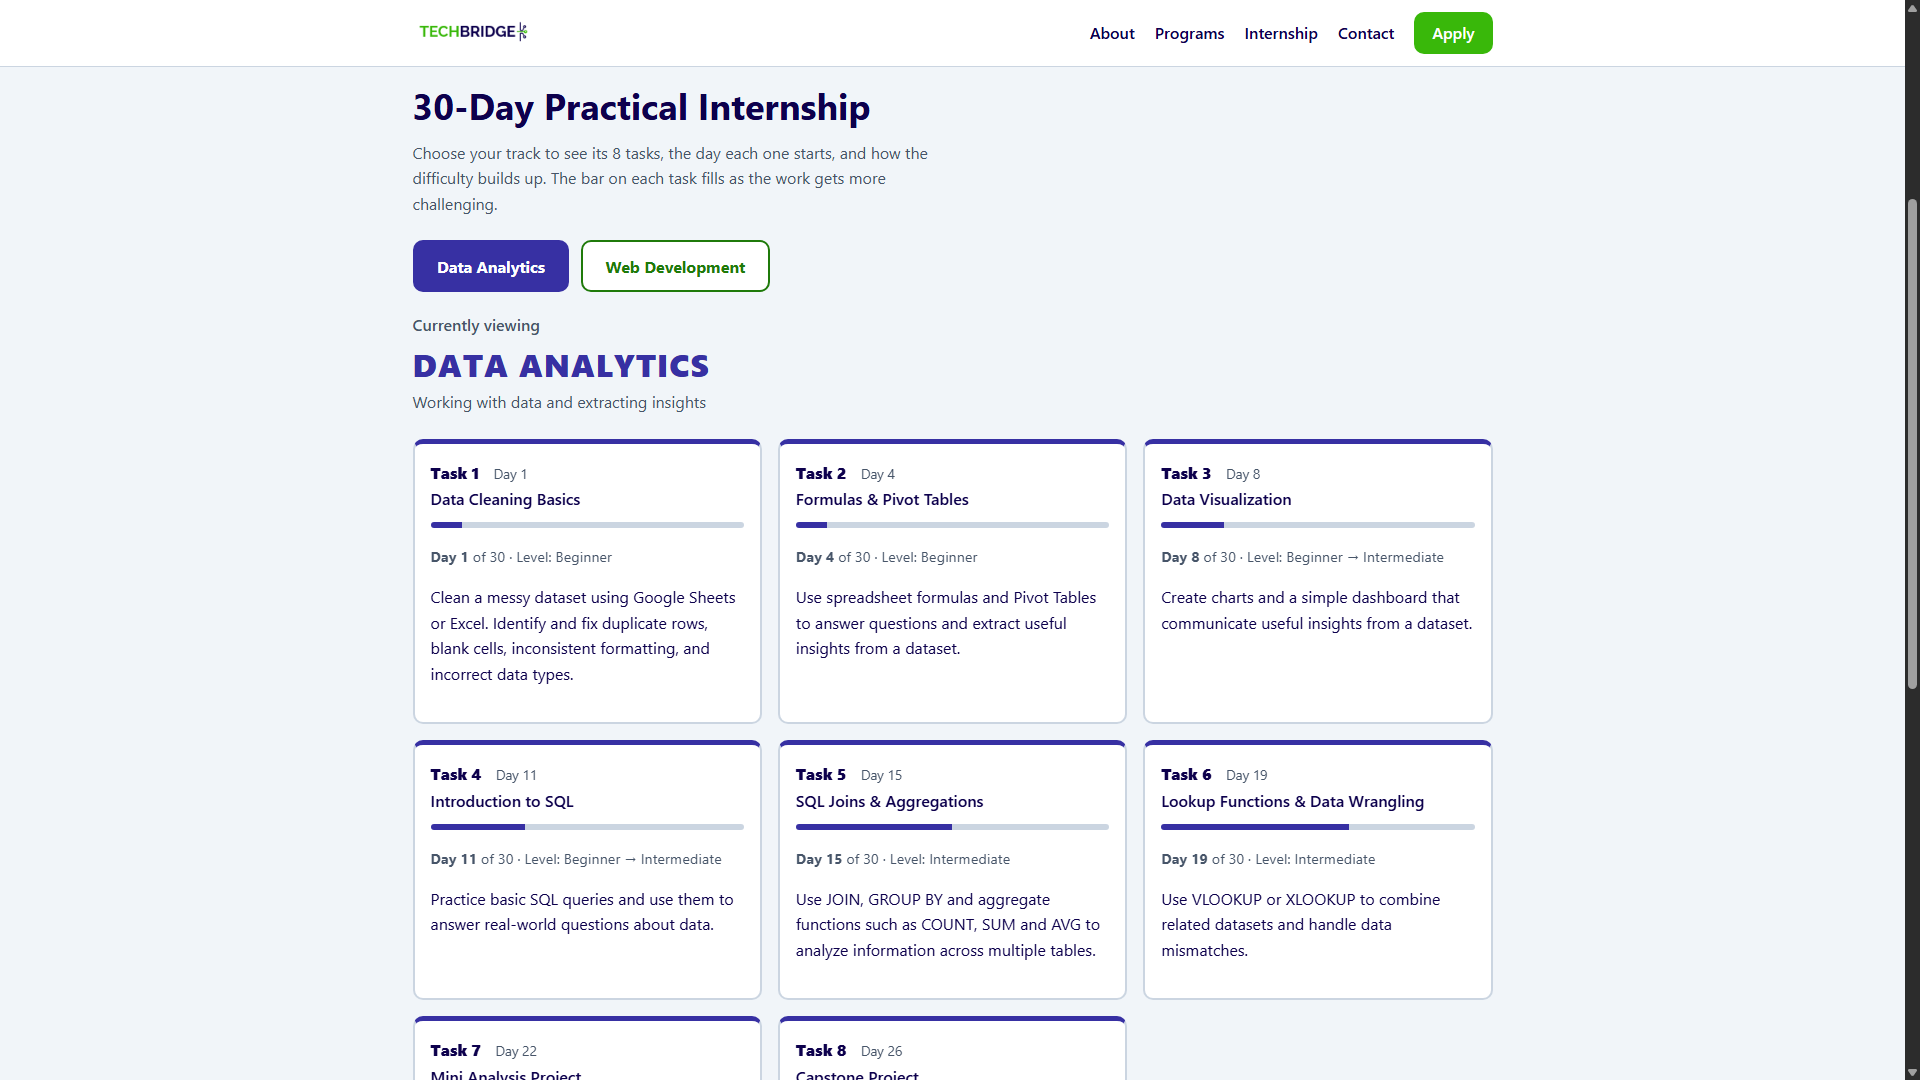 TECHBRIDGE
About Programs Internship Contact Apply
30-Day Practical Internship
Choose your track to see its 8 tasks, the day each one starts, and how the
difficulty builds up. The bar on each task fills as the work gets more
challenging.
Data Analytics Web Development
Currently viewing
DATA ANALYTICS
Working with data and extracting insights
Task 1 Day 1
Data Cleaning Basics
Day 1 of 30 · Level: Beginner
Clean a messy dataset using Google Sheets
or Excel. Identify and fix duplicate rows,
blank cells, inconsistent formatting, and
incorrect data types.
Task 2 Day 4
Formulas & Pivot Tables
Day 4 of 30 · Level: Beginner
Use spreadsheet formulas and Pivot Tables
to answer questions and extract useful
insights from a dataset.
Task 3 Day 8
Data Visualization
Day 8 of 30 · Level: Beginner → Intermediate
Create charts and a simple dashboard that
communicate useful insights from a dataset.
Task 4 Day 11
Introduction to SQL
Day 11 of 30 · Level: Beginner → Intermediate
Practice basic SQL queries and use them to
answer real-world questions about data.
Task 5 Day 15
SQL Joins & Aggregations
Day 15 of 30 · Level: Intermediate
Use JOIN, GROUP BY and aggregate
functions such as COUNT, SUM and AVG to
analyze information across multiple tables.
Task 6 Day 19
Lookup Functions & Data Wrangling
Day 19 of 30 · Level: Intermediate
Use VLOOKUP or XLOOKUP to combine
related datasets and handle data
mismatches.
Task 7 Day 22
Mini Analysis Project
Task 8 Day 26
Capstone Project